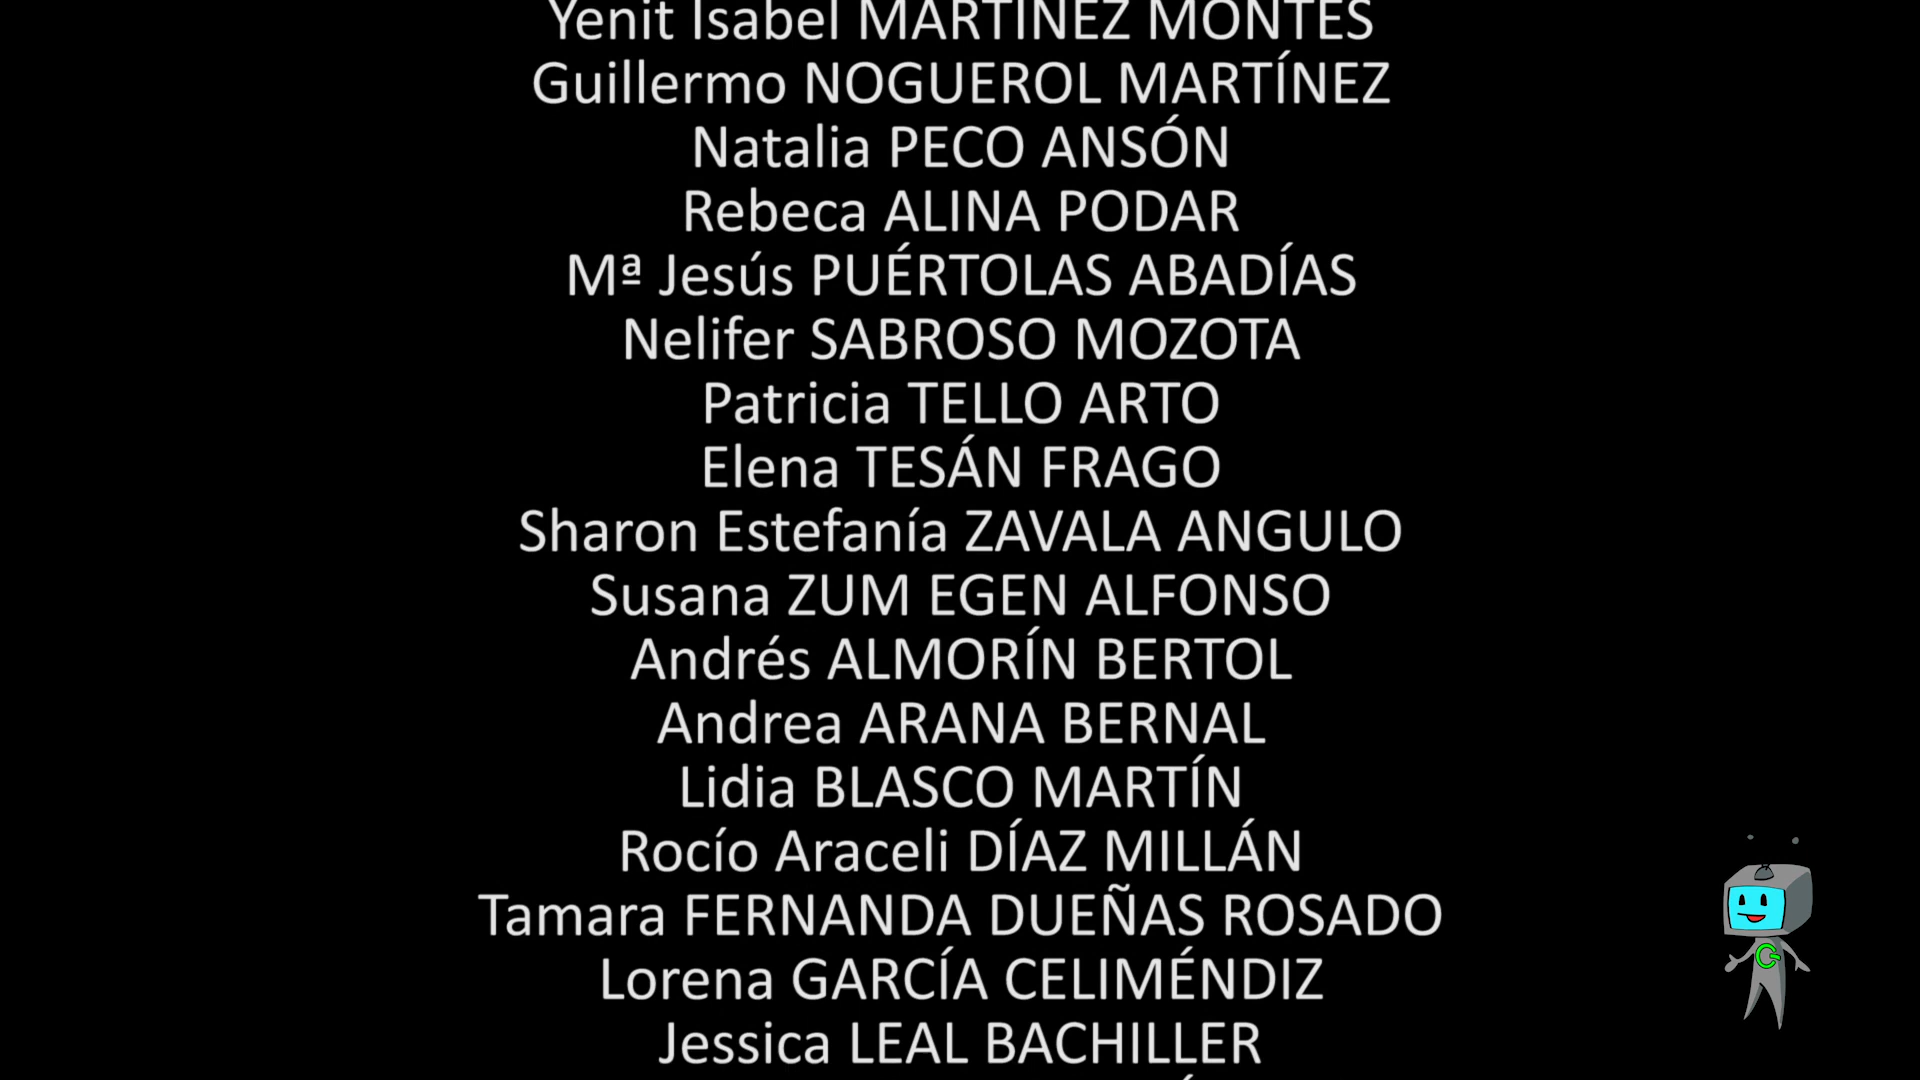 Yenit Isabel MARTÍNEZ MONTES
Guillermo NOGUEROL MARTÍNEZ
Natalia PECO ANSÓN
Rebeca ALINA PODAR
Mª Jesús PUÉRTOLAS ABADÍAS
Nelifer SABROSO MOZOTA
Patricia TELLO ARTO
Elena TESÁN FRAGO
Sharon Estefanía ZAVALA ANGULO
Susana ZUM EGEN ALFONSO
Andrés ALMORÍN BERTOL
Andrea ARANA BERNAL
Lidia BLASCO MARTÍN
Rocío Araceli DÍAZ MILLÁN
Tamara FERNANDA DUEÑAS ROSADO
Lorena GARCÍA CELIMÉNDIZ
Jessica LEAL BACHILLER
G